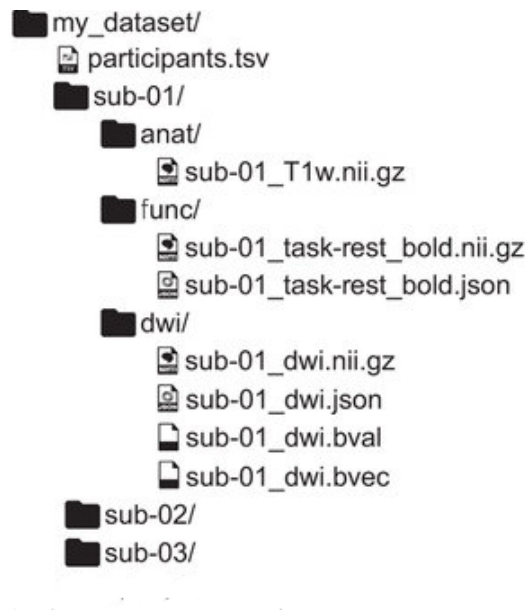 my_dataset/
participants.tsv
sub-01/
anat/
sub-01_T1w.nii.gz
func/
sub-01_task-rest_bold.nii.gz
sub-01_task-rest_bold.json
dwi/
sub-01_dwi.nii.gz
sub-01_dwi.json
sub-01_dwi.bval
sub-01_dwi.bvec
sub-02/
sub-03/